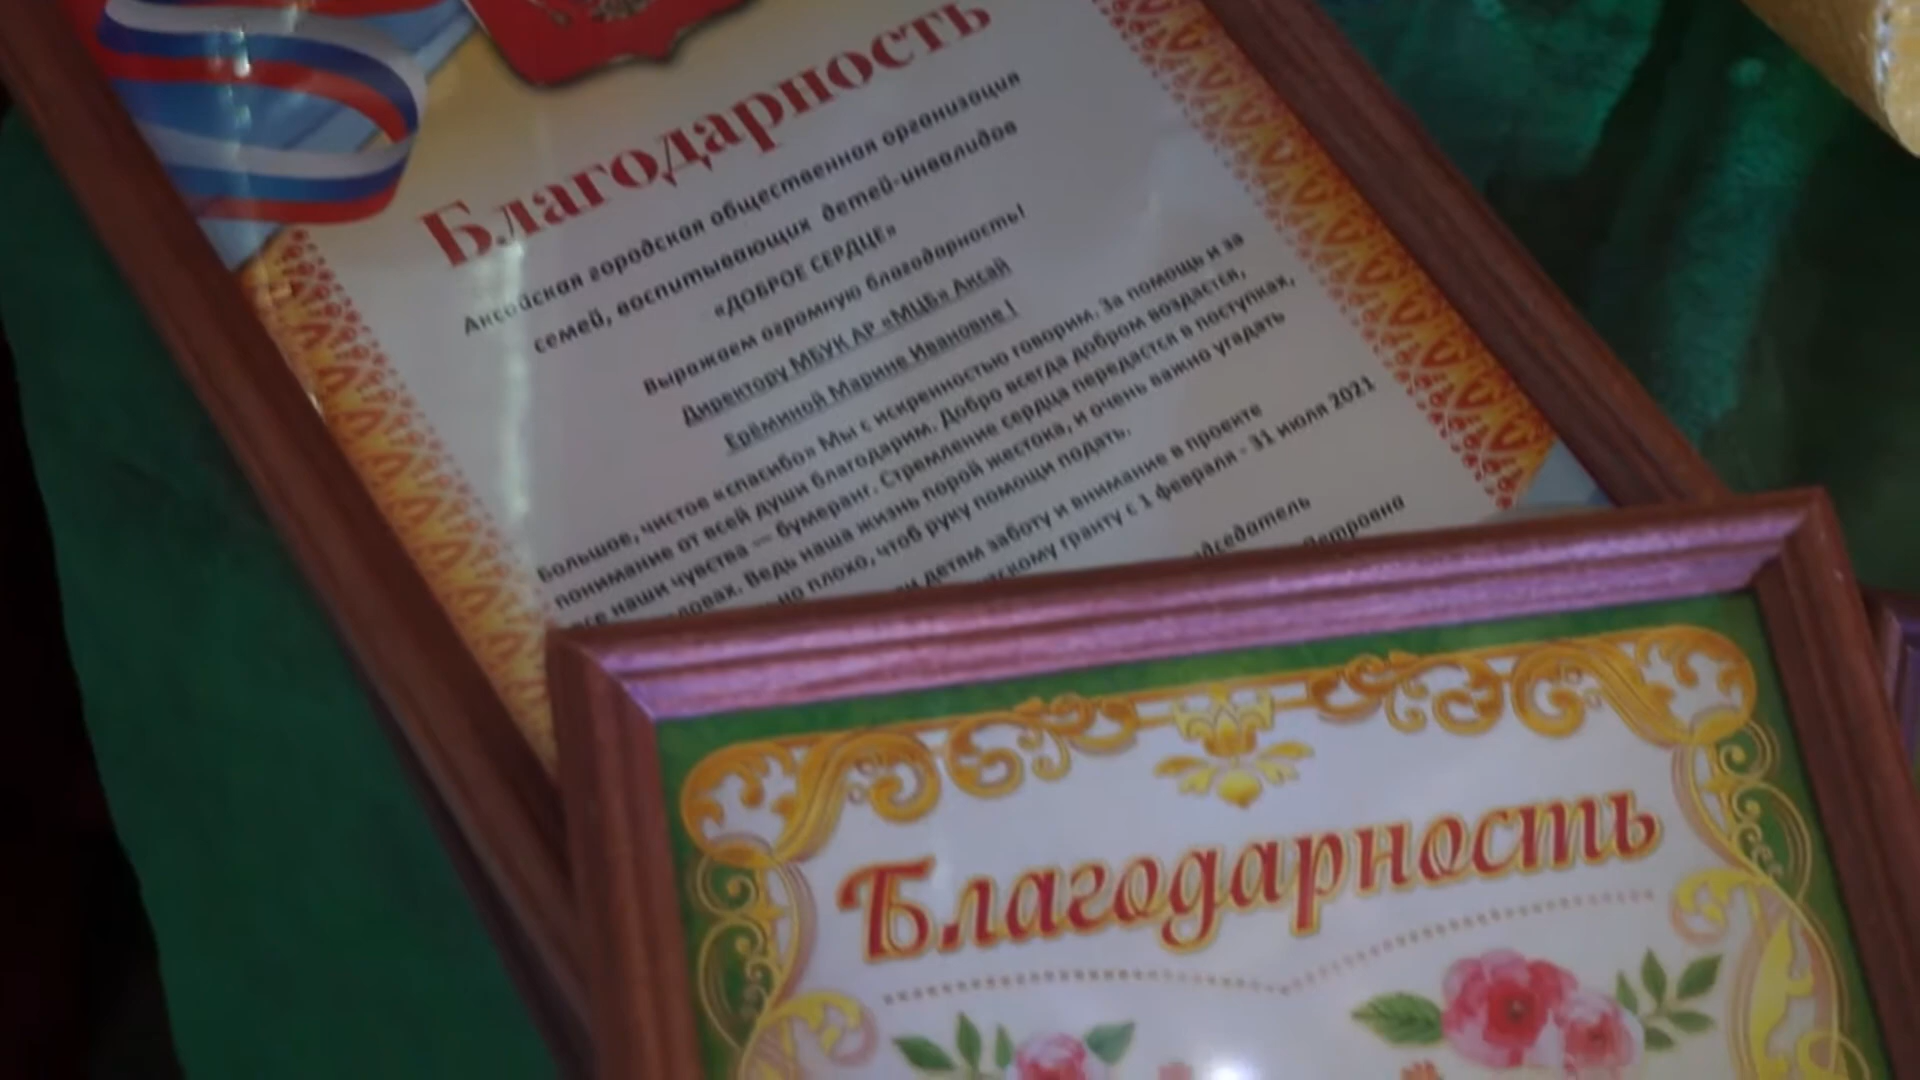 Благодарность
Аксайская городская общественная организация
семей, воспитывающих детей-инвалидов
«ДОБРОЕ СЕРДЦЕ»
Выражаем огромную благодарность!
Директору МБУК АР «МЦБ» Аксай
Ерёминой Марине Ивановне !
Большое, чистое «спасибо» Мы с искренностью говорим. За помощь и за
понимание от всей души благодарим. Добро всегда добром воздастся,
все наши чувства — бумеранг. Стремление сердца передастся в поступках,
Ведь наша жизнь порой жестока, и очень важно угадать
плохо, чтоб руку помощи подать.
детям заботу и внимание в проекте
гранту с 1 февраля - 31 июля 2021
Благодарность